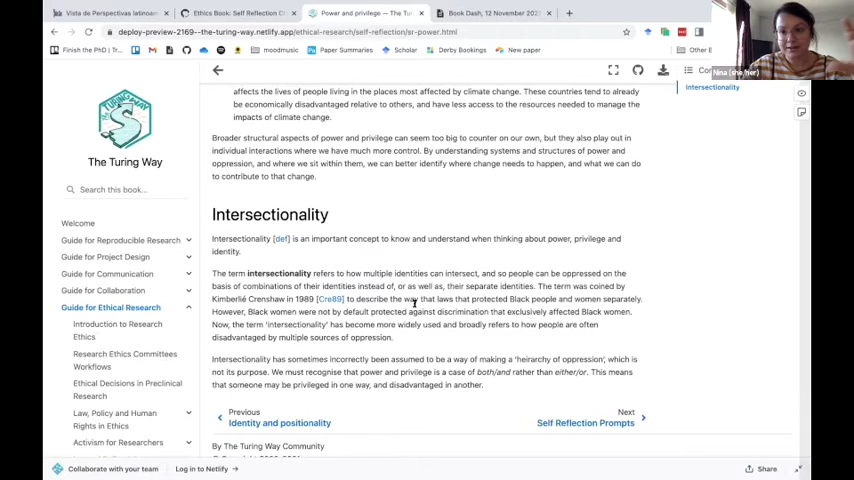 Vista de Perspectivas latinoam
Ethics Book: Self Reflection Ch
Power and privilege — The Tur
Book Dash, 12 November 202
deploy-preview-2169--the-turing-way.netlify.app/ethical-research/self-reflection/sr-power.html
Finish the PhD | Tr...
moodmusic
Paper Summaries
Scholar
Derby Bookings
New paper
Other
Nina (she/her)
Con
Intersectionality
THE TURING WAY
The Turing Way
Search this book...
Welcome
Guide for Reproducible Research
Guide for Project Design
Guide for Communication
Guide for Collaboration
Guide for Ethical Research
Introduction to Research
Ethics
Research Ethics Committees
Workflows
Ethical Decisions in Preclinical
Research
Law, Policy and Human
Rights in Ethics
Activism for Researchers
affects the lives of people living in the places most affected by climate change. These countries tend to already
be economically disadvantaged relative to others, and have less access to the resources needed to manage the
impacts of climate change.
Broader structural aspects of power and privilege can seem too big to counter on our own, but they also play out in
individual interactions where we have much more control. By understanding systems and structures of power and
oppression, and where we sit within them, we can better identify where change needs to happen, and what we can do
to contribute to that change.
Intersectionality
Intersectionality [def] is an important concept to know and understand when thinking about power, privilege and
identity.
The term intersectionality refers to how multiple identities can intersect, and so people can be oppressed on the
basis of combinations of their identities instead of, or as well as, their separate identities. The term was coined by
Kimberlié Crenshaw in 1989 [Cre89] to describe the way that laws that protected Black people and women separately.
However, Black women were not by default protected against discrimination that exclusively affected Black women.
Now, the term 'intersectionality' has become more widely used and broadly refers to how people are often
disadvantaged by multiple sources of oppression.
Intersectionality has sometimes incorrectly been assumed to be a way of making a 'heirarchy of oppression', which is
not its purpose. We must recognise that power and privilege is a case of both/and rather than either/or. This means
that someone may be privileged in one way, and disadvantaged in another.
Previous
Identity and positionality
Next
Self Reflection Prompts
By The Turing Way Community
Collaborate with your team
Log in to Netlify
Share